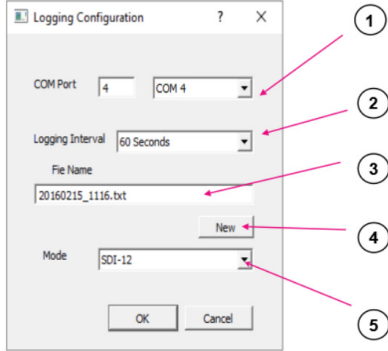 Logging Configuration ? X
1
COM Port 4 COM 4
2
Logging Interval 60 Seconds
Fie Name
3
20160215_1116.txt
New
4
Mode SDI-12
OK Cancel
5